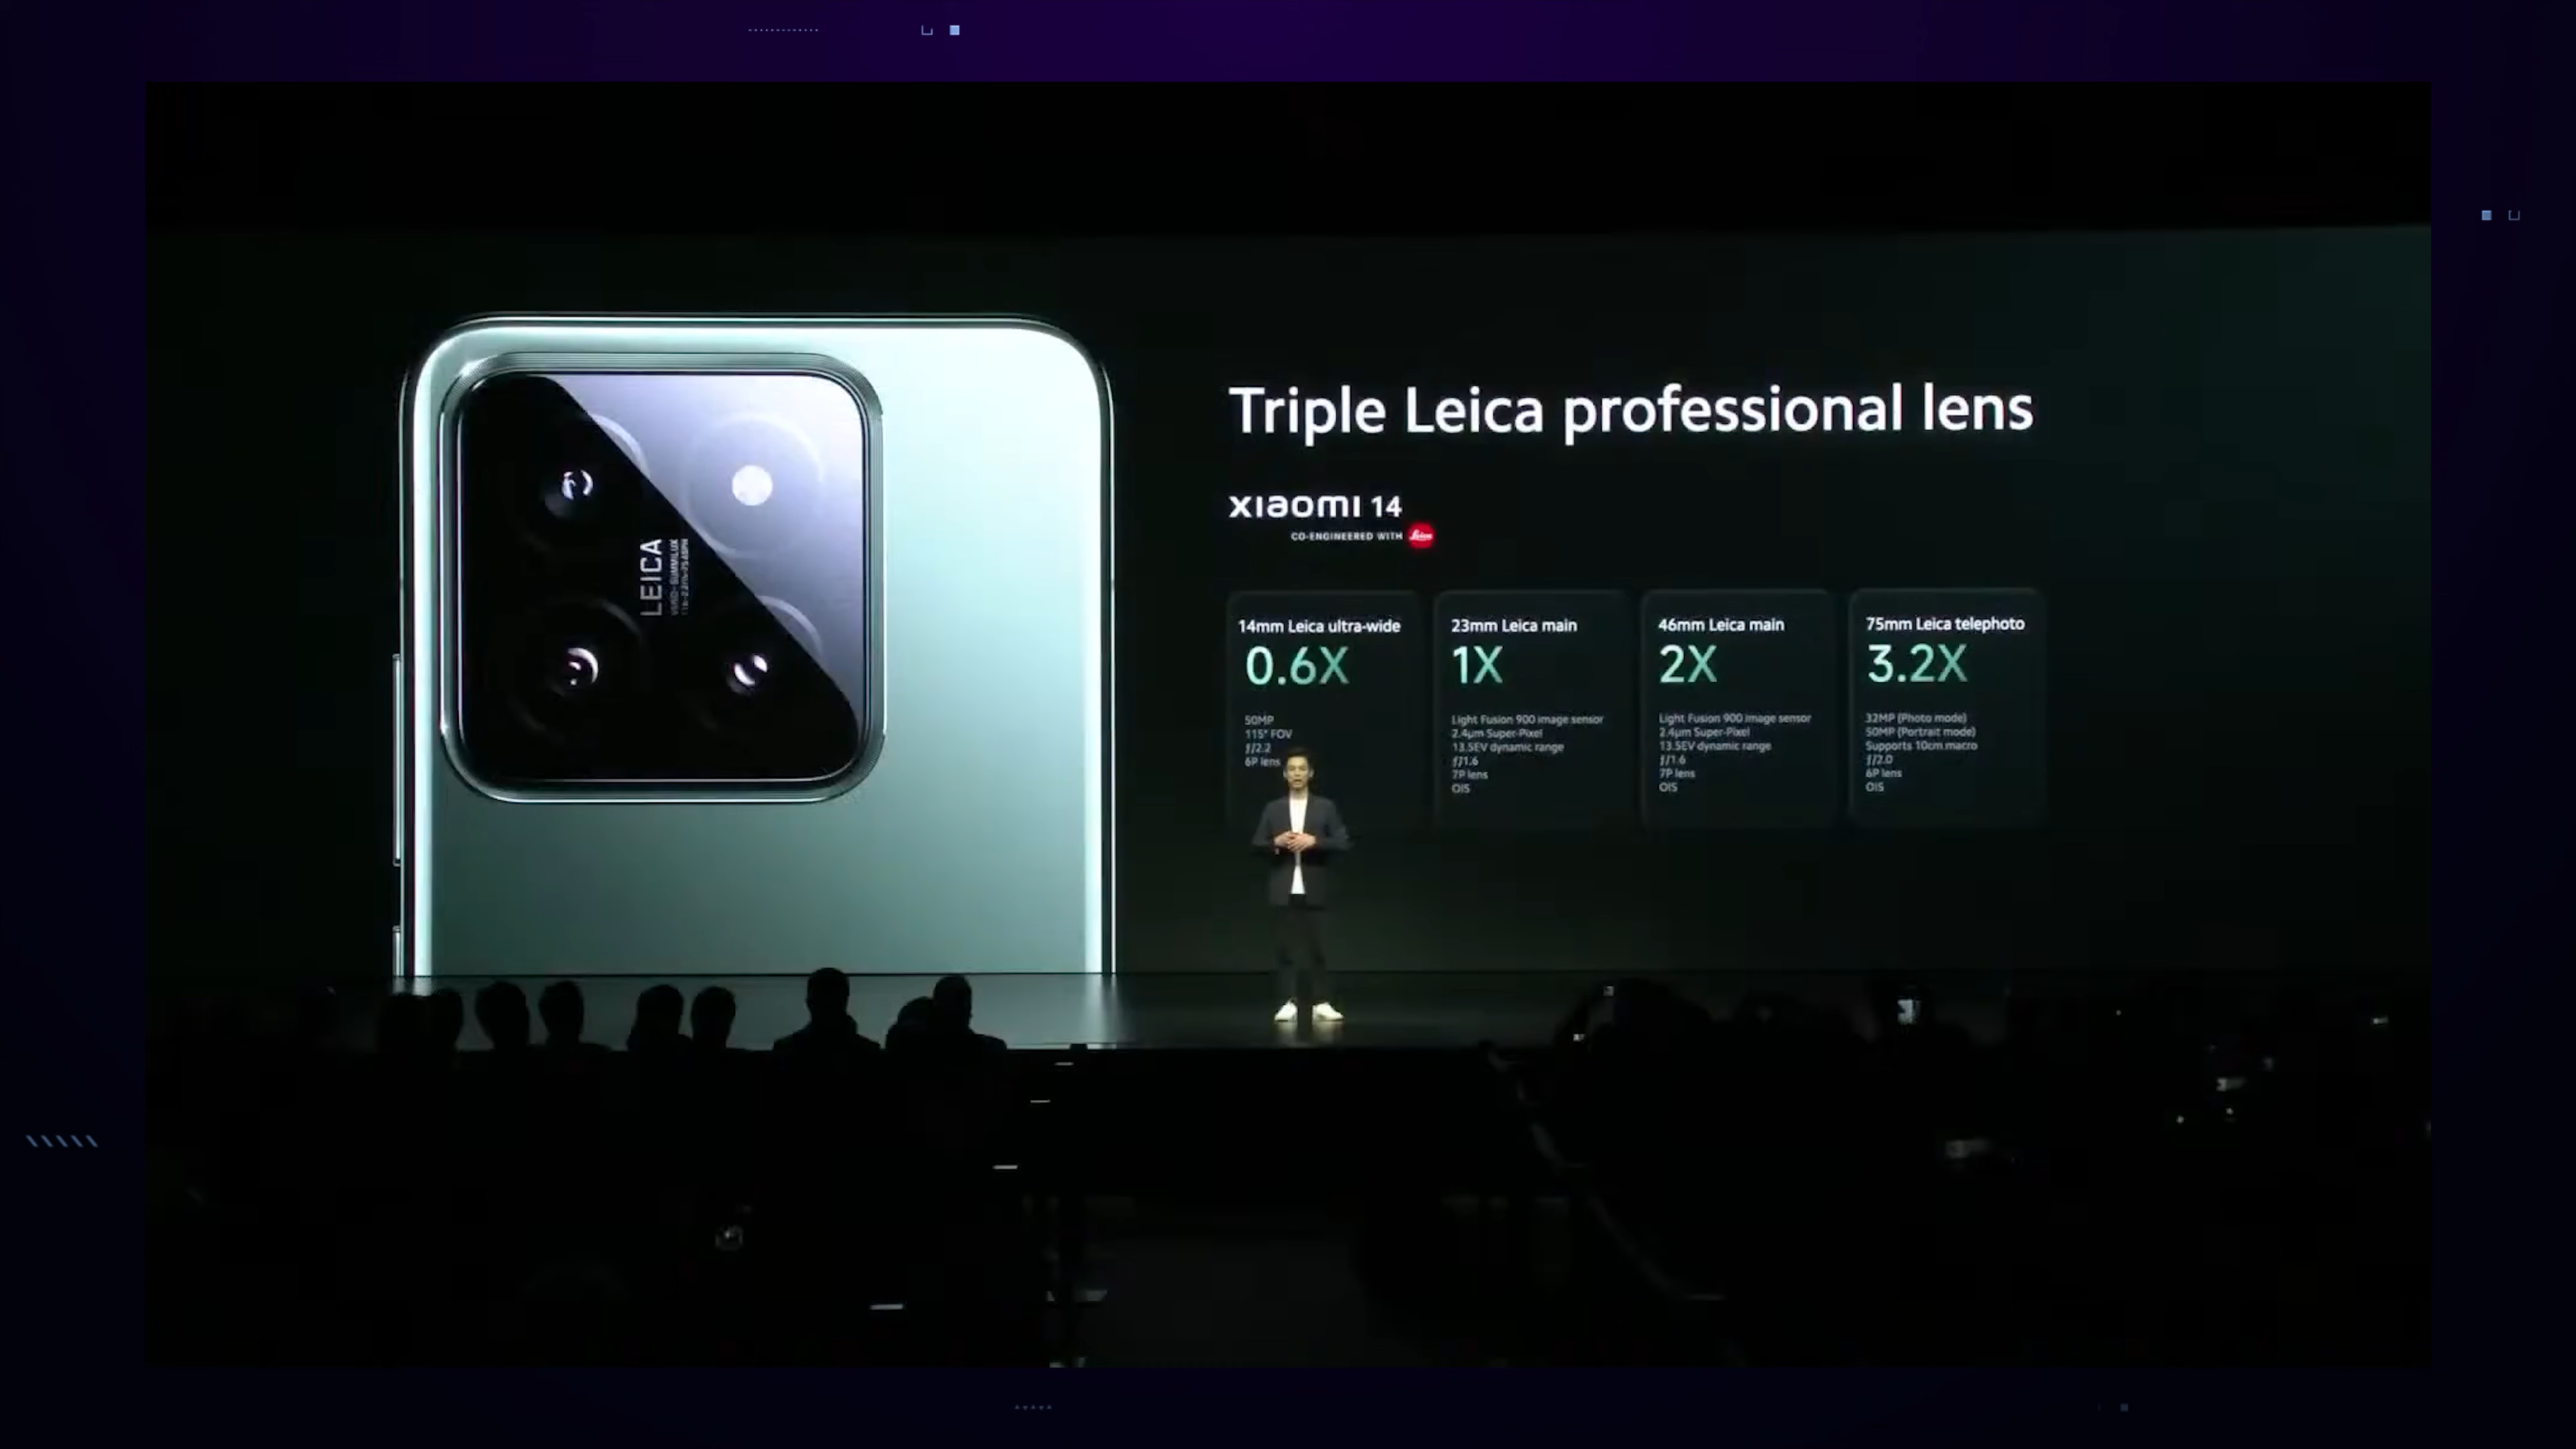 Triple Leica professional lens
xiaomi 14
CO-ENGINEERED WITH Leica
14mm Leica ultra-wide
0.6X
50MP
115° FOV
ƒ/2.2
6P lens
23mm Leica main
1X
Light Fusion 900 image sensor
2.4μm Super-Pixel
13.5EV dynamic range
ƒ/1.6
7P lens
OIS
46mm Leica main
2X
Light Fusion 900 image sensor
2.4μm Super-Pixel
13.5EV dynamic range
ƒ/1.6
7P lens
OIS
75mm Leica telephoto
3.2X
32MP (Photo mode)
50MP (Portrait mode)
Supports 10cm macro
ƒ/2.0
6P lens
OIS
LEICA
VARIO-SUMMILUX